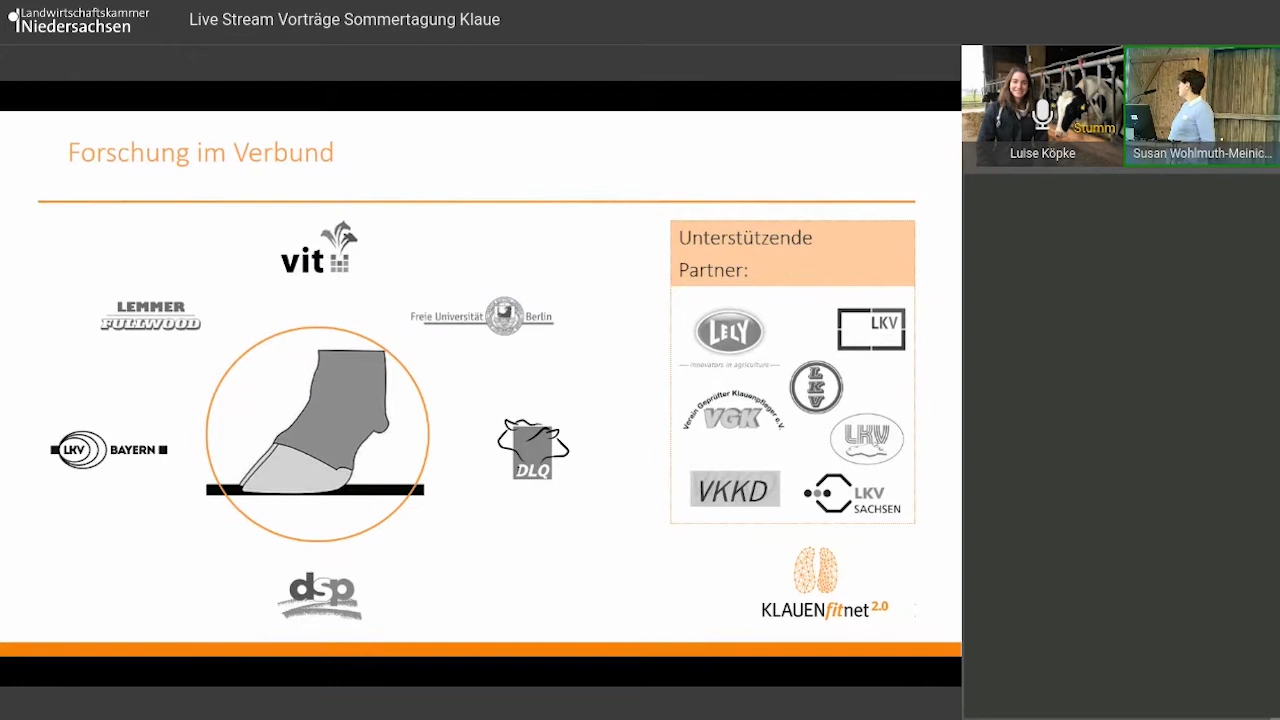 Landwirtschaftskammer
Niedersachsen
Live Stream Vorträge Sommertagung Klaue
Stumm
Luise Köpke
Susan Wohlmuth-Meinic...
Forschung im Verbund
vit
LEMMER
FULLWOOD
Freie Universität Berlin
LKV BAYERN
DLQ
dsp
Unterstützende
Partner:
LELY
innovators in agriculture
LKV
LKV
Verein Geprüfter Klauenpfleger e.V.
VGK
LKV
VKKD
LKV
SACHSEN
KLAUENfitnet 2.0